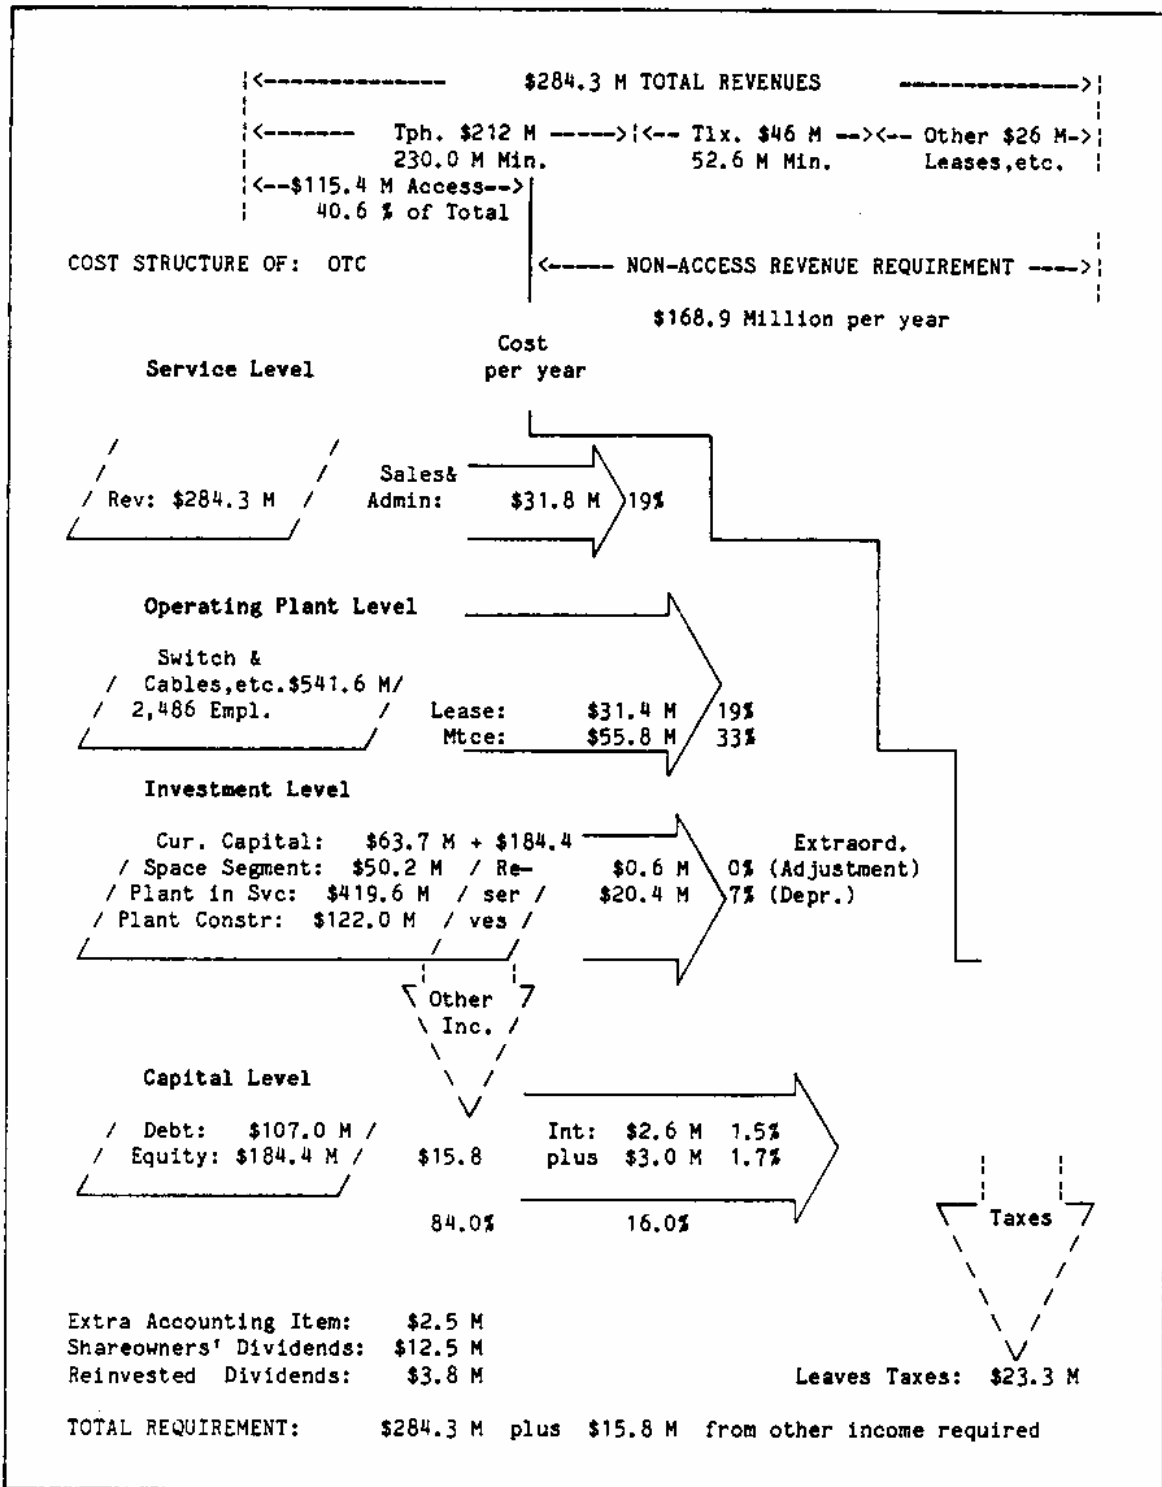 $284.3 M TOTAL REVENUES
Tph. $212 M Tlx. $46 M Other $26 M
230.0 M Min. 52.6 M Min. Leases,etc.
$115.4 M Access
40.6 % of Total
COST STRUCTURE OF: OTC NON-ACCESS REVENUE REQUIREMENT
$168.9 Million per year
Cost
Service Level per year
Sales&
Rev: $284.3 M Admin: $31.8 M 19%
Operating Plant Level
Switch &
Cables,etc.$541.6 M
2,486 Empl. Lease: $31.4 M 19%
Mtce: $55.8 M 33%
Investment Level
Cur. Capital: $63.7 M + $184.4 Extraord.
Space Segment: $50.2 M Re- $0.6 M 0% (Adjustment)
Plant in Svc: $419.6 M ser $20.4 M 7% (Depr.)
Plant Constr: $122.0 M ves
Other
Inc.
Capital Level
Debt: $107.0 M Int: $2.6 M 1.5%
Equity: $184.4 M $15.8 plus $3.0 M 1.7%
84.0% 16.0% Taxes
Extra Accounting Item: $2.5 M
Shareowners' Dividends: $12.5 M
Reinvested Dividends: $3.8 M Leaves Taxes: $23.3 M
TOTAL REQUIREMENT: $284.3 M plus $15.8 M from other income required